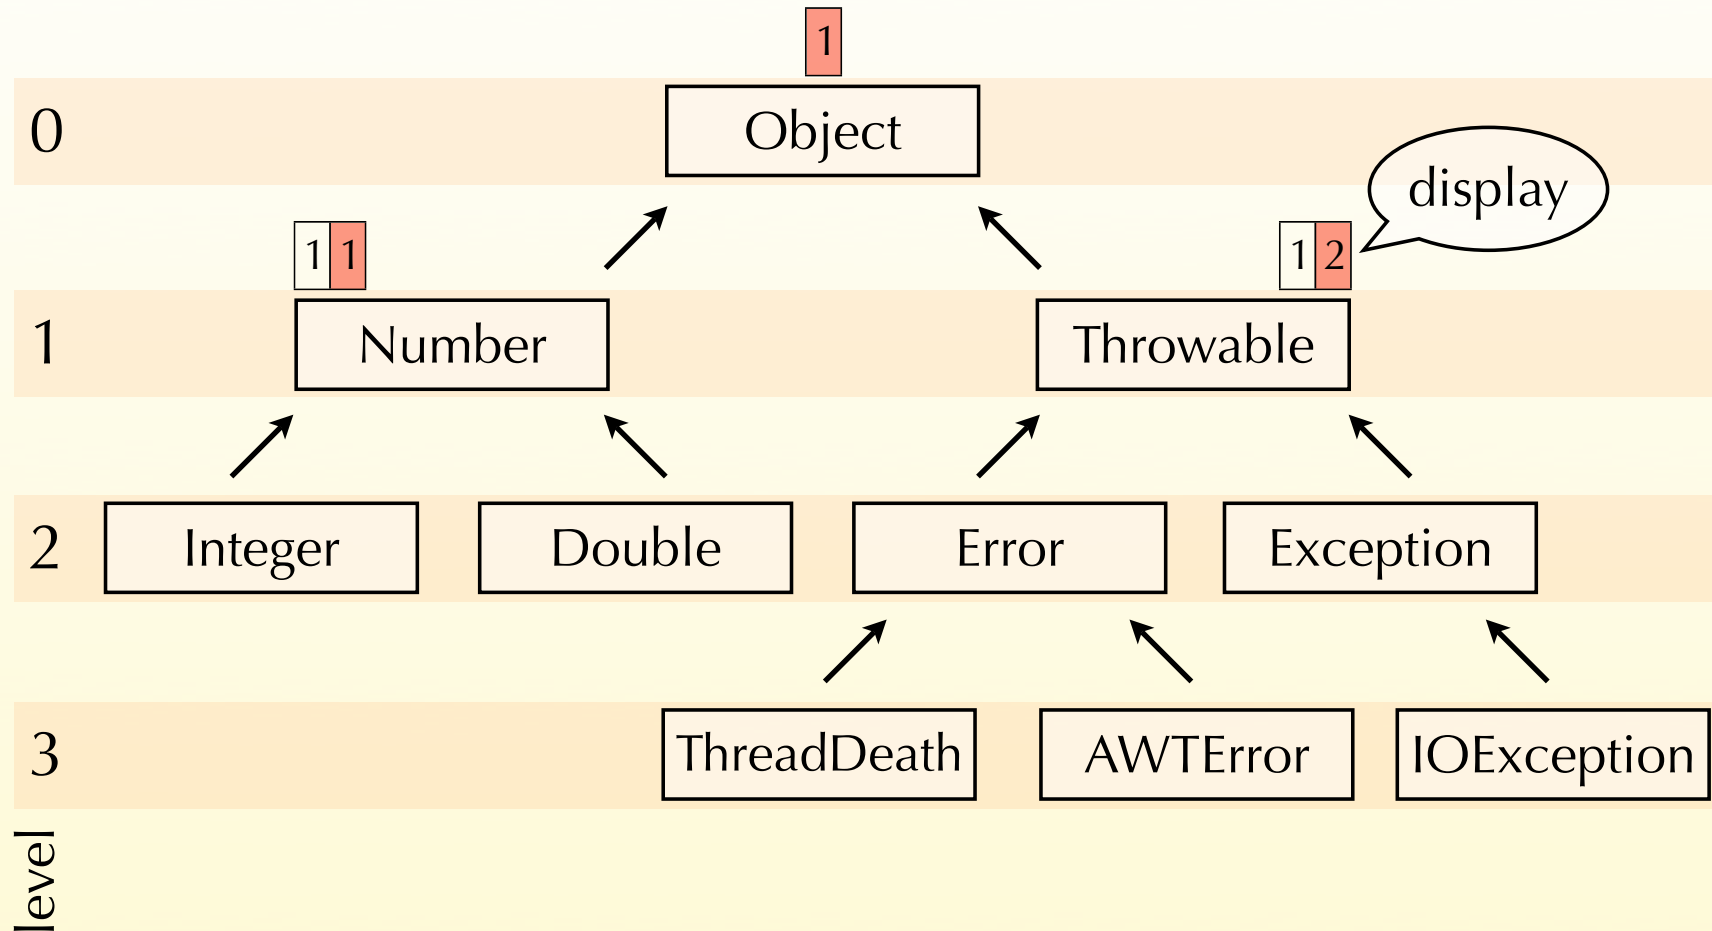 1
0
Object
display
1 1
1 2
1
Number
Throwable
2
Integer
Double
Error
Exception
3
ThreadDeath
AWTError
IOException
level